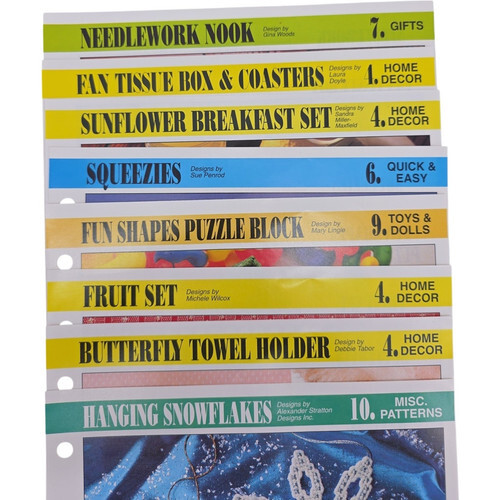 NEEDLEWORK NOOK Design by Gina Woods 7. GIFTS
FAN TISSUE BOX & COASTERS Designs by Laura Doyle 4. HOME DECOR
SUNFLOWER BREAKFAST SET Designs by Sandra Miller-Maxfield 4. HOME DECOR
SQUEEZIES Designs by Sue Penrod 6. QUICK & EASY
FUN SHAPES PUZZLE BLOCK Design by Mary Lingle 9. TOYS & DOLLS
FRUIT SET Designs by Michele Wilcox 4. HOME DECOR
BUTTERFLY TOWEL HOLDER Design by Debbie Tabor 4. HOME DECOR
HANGING SNOWFLAKES Designs by Alexander Stratton Designa Inc. 10. MISC. PATTERNS